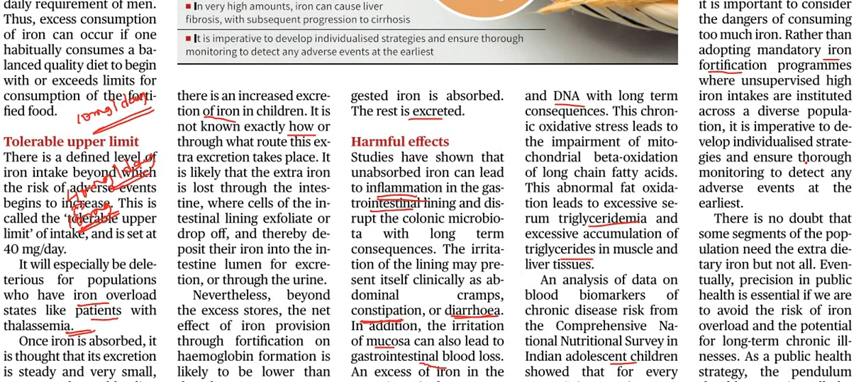 daily requirement of men.
Thus, excess consumption
of iron can occur if one
habitually consumes a ba-
lanced quality diet to begin
with or exceeds limits for
consumption of the forti-
fied food.
10mg/day
Tolerable upper limit
There is a defined level of
iron intake beyond which
the risk of adverse events
begins to increase. This is
called the 'tolerable upper
limit' of intake, and is set at
40 mg/day.
It will especially be dele-
terious for populations
who have iron overload
states like patients with
thalassemia.
Once iron is absorbed, it
is thought that its excretion
is steady and very small,
■ In very high amounts, iron can cause liver
fibrosis, with subsequent progression to cirrhosis
■ It is imperative to develop individualised strategies and ensure thorough
monitoring to detect any adverse events at the earliest
there is an increased excre-
tion of iron in children. It is
not known exactly how or
through what route this ex-
tra excretion takes place. It
is likely that the extra iron
is lost through the intes-
tine, where cells of the in-
testinal lining exfoliate or
drop off, and thereby de-
posit their iron into the in-
testine lumen for excre-
tion, or through the urine.
Nevertheless, beyond
the excess stores, the net
effect of iron provision
through fortification on
haemoglobin formation is
likely to be lower than
gested iron is absorbed.
The rest is excreted.
Harmful effects
Studies have shown that
unabsorbed iron can lead
to inflammation in the gas-
trointestinal lining and dis-
rupt the colonic microbio-
ta with long term
consequences. The irrita-
tion of the lining may pre-
sent itself clinically as ab-
dominal cramps,
constipation, or diarrhoea.
In addition, the irritation
of mucosa can also lead to
gastrointestinal blood loss.
An excess of iron in the
and DNA with long term
consequences. This chron-
ic oxidative stress leads to
the impairment of mito-
chondrial beta-oxidation
of long chain fatty acids.
This abnormal fat oxida-
tion leads to excessive se-
rum triglyceridemia and
excessive accumulation of
triglycerides in muscle and
liver tissues.
An analysis of data on
blood biomarkers of
chronic disease risk from
the Comprehensive Na-
tional Nutritional Survey in
Indian adolescent children
showed that for every
it is important to consider
the dangers of consuming
too much iron. Rather than
adopting mandatory iron
fortification programmes
where unsupervised high
iron intakes are instituted
across a diverse popula-
tion, it is imperative to de-
velop individualised strate-
gies and ensure thorough
monitoring to detect any
adverse events at the
earliest.
There is no doubt that
some segments of the pop-
ulation need the extra die-
tary iron but not all. Even-
tually, precision in public
health is essential if we are
to avoid the risk of iron
overload and the potential
for long-term chronic ill-
nesses. As a public health
strategy, the pendulum